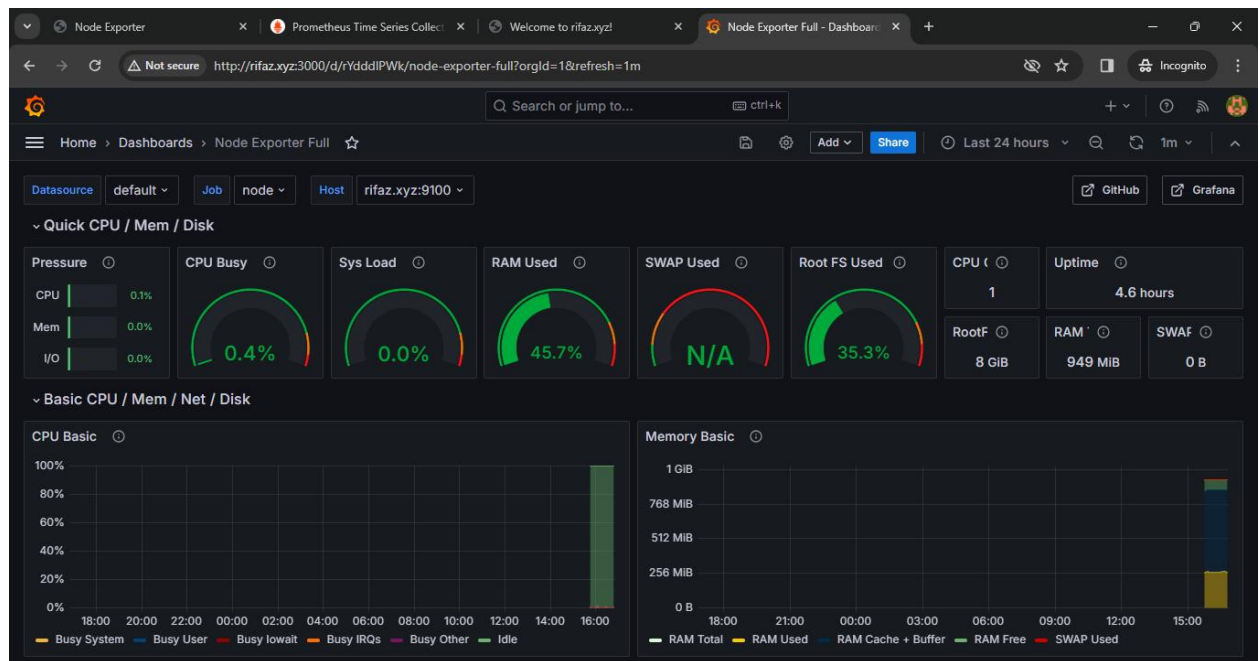 Node Exporter
Prometheus Time Series Collect
Welcome to rifaz.xyz!
Node Exporter Full - Dashboard
Not secure http://rifaz.xyz:3000/d/rYdddlPWk/node-exporter-full?orgId=1&refresh=1m Incognito
Search or jump to... ctrl+k
Home › Dashboards › Node Exporter Full Add Share Last 24 hours 1m
Datasource default Job node Host rifaz.xyz:9100 GitHub Grafana
Quick CPU / Mem / Disk
Pressure
CPU 0.1%
Mem 0.0%
I/O 0.0%
CPU Busy
0.4%
Sys Load
0.0%
RAM Used
45.7%
SWAP Used
N/A
Root FS Used
35.3%
CPU (
1
Uptime
4.6 hours
RootF
8 GiB
RAM
949 MiB
SWAF
0 B
Basic CPU / Mem / Net / Disk
CPU Basic
100%
80%
60%
40%
20%
0%
18:00 20:00 22:00 00:00 02:00 04:00 06:00 08:00 10:00 12:00 14:00 16:00
Busy System Busy User Busy Iowait Busy IRQs Busy Other Idle
Memory Basic
1 GiB
768 MiB
512 MiB
256 MiB
0 B
18:00 21:00 00:00 03:00 06:00 09:00 12:00 15:00
RAM Total RAM Used RAM Cache + Buffer RAM Free SWAP Used